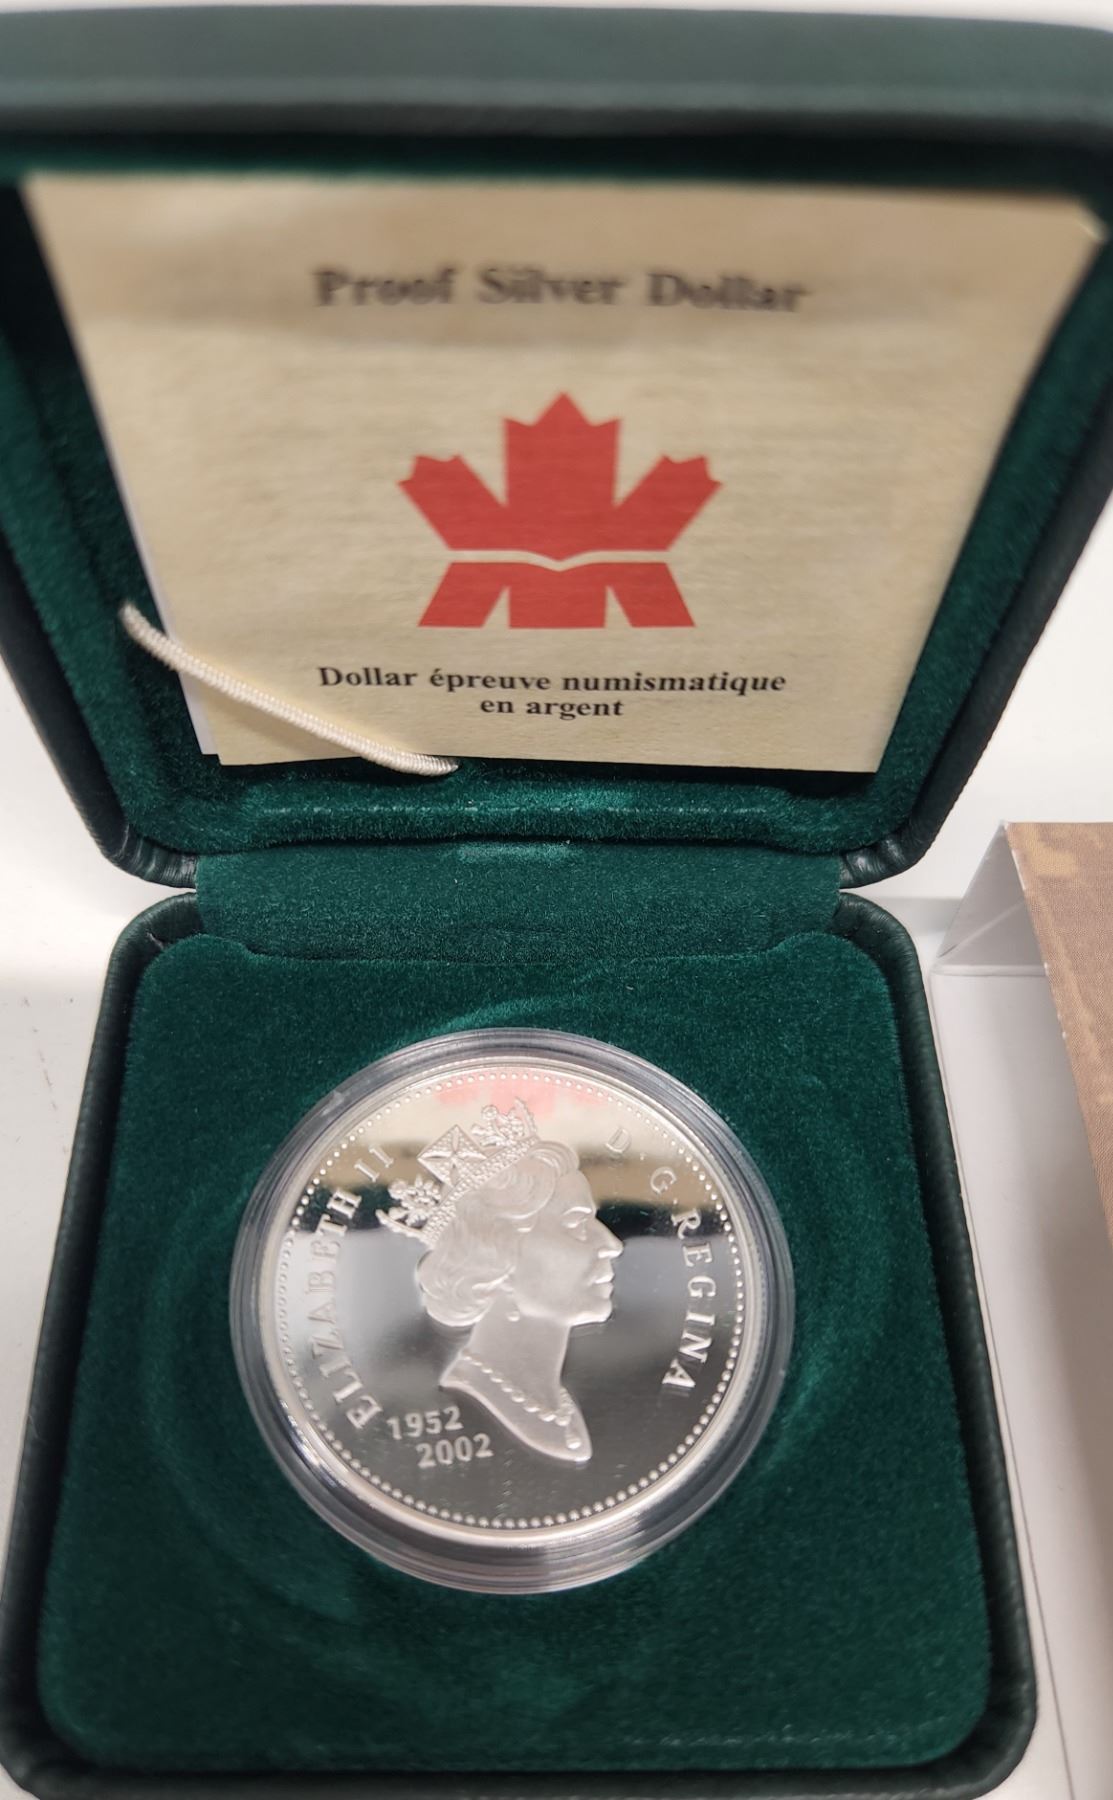 Proof Silver Dollar
Dollar épreuve numismatique
en argent
ELIZABETH II D·G·REGINA
1952
2002